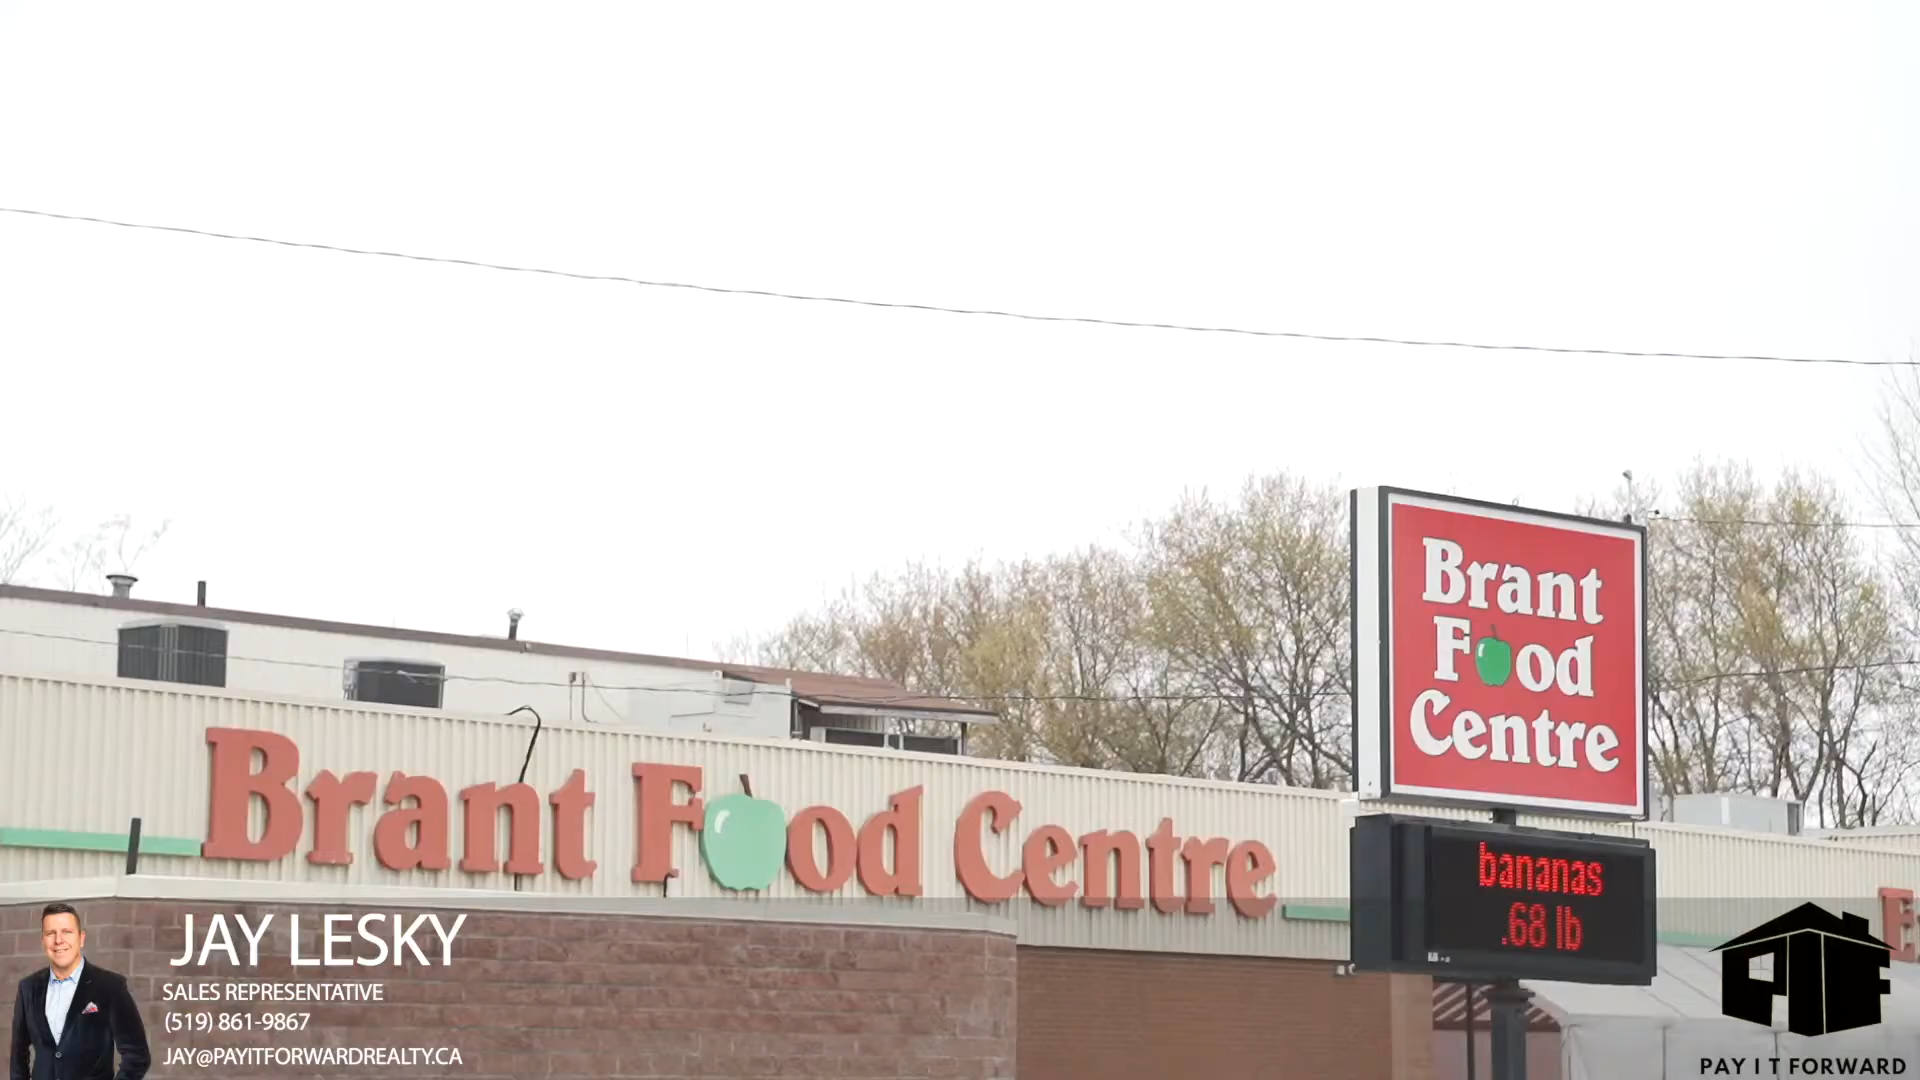 Brant
Food
Centre
Brant Food Centre
bananas
.68 lb
JAY LESKY
SALES REPRESENTATIVE
(519) 861-9867
JAY@PAYITFORWARDREALTY.CA
PIF
PAY I T FORWARD